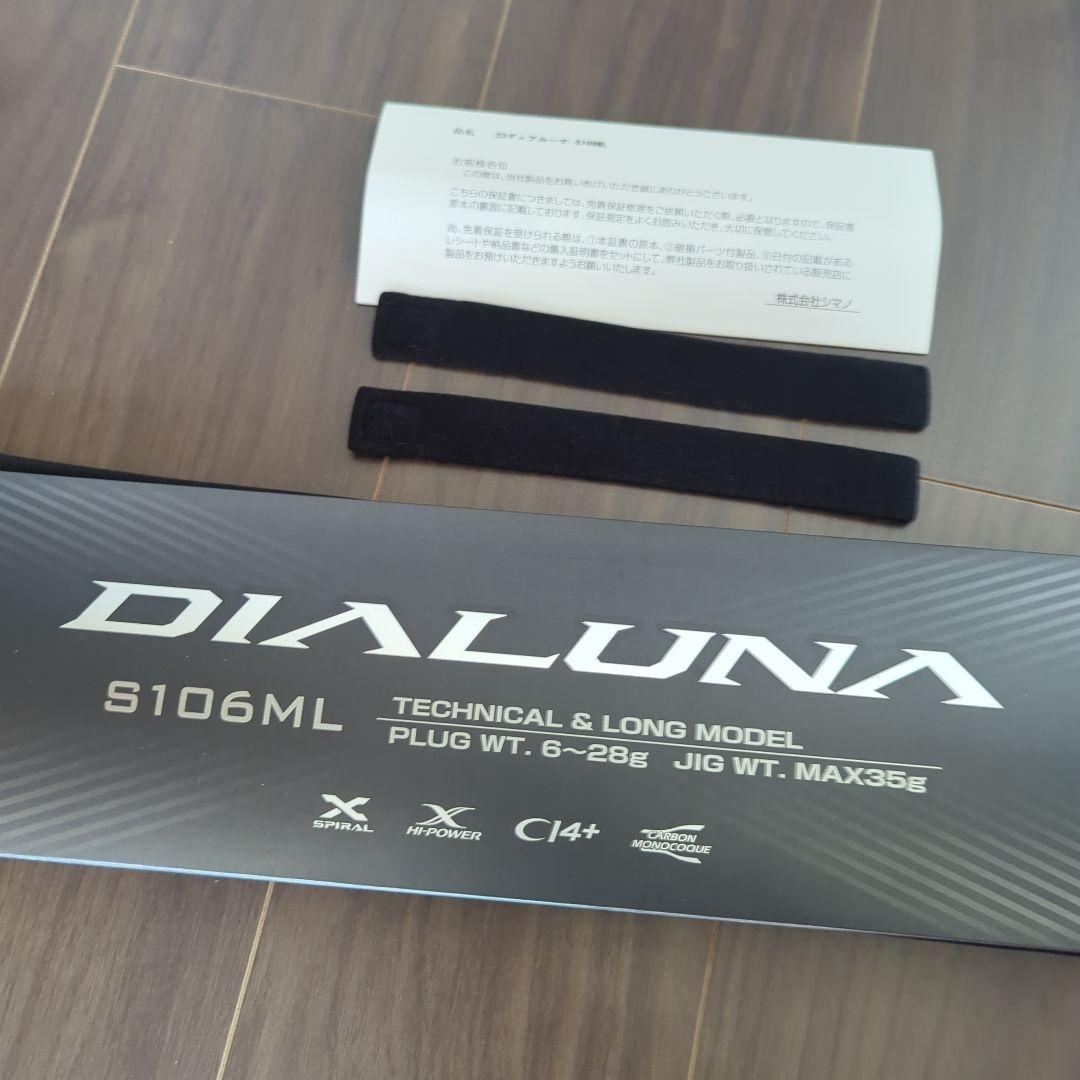 品名 23ディアルーナ S106ML
お客様各位
この度は、当社製品をお買いあげいただき誠にありがとうございます。
こちらの保証書につきましては、免責保証修理をご依頼いただく際、必要となりますので、保証書
原本の裏面に記載しております、保証規定をよくお読みいただき、大切に保管してください。
尚、免責保証を受けられる際は、①本証書の原本、②破損パーツ付製品、③日付の記載がある
レシートや納品書などの購入証明書をセットにして、弊社製品をお取り扱いされている販売店に
製品をお預けいただきますようお願いいたします。
株式会社シマノ
DIALUNA
S106ML
TECHNICAL & LONG MODEL
PLUG WT. 6～28g JIG WT. MAX35g
X SPIRAL
X HI-POWER
CI4+
CARBON MONOCOQUE